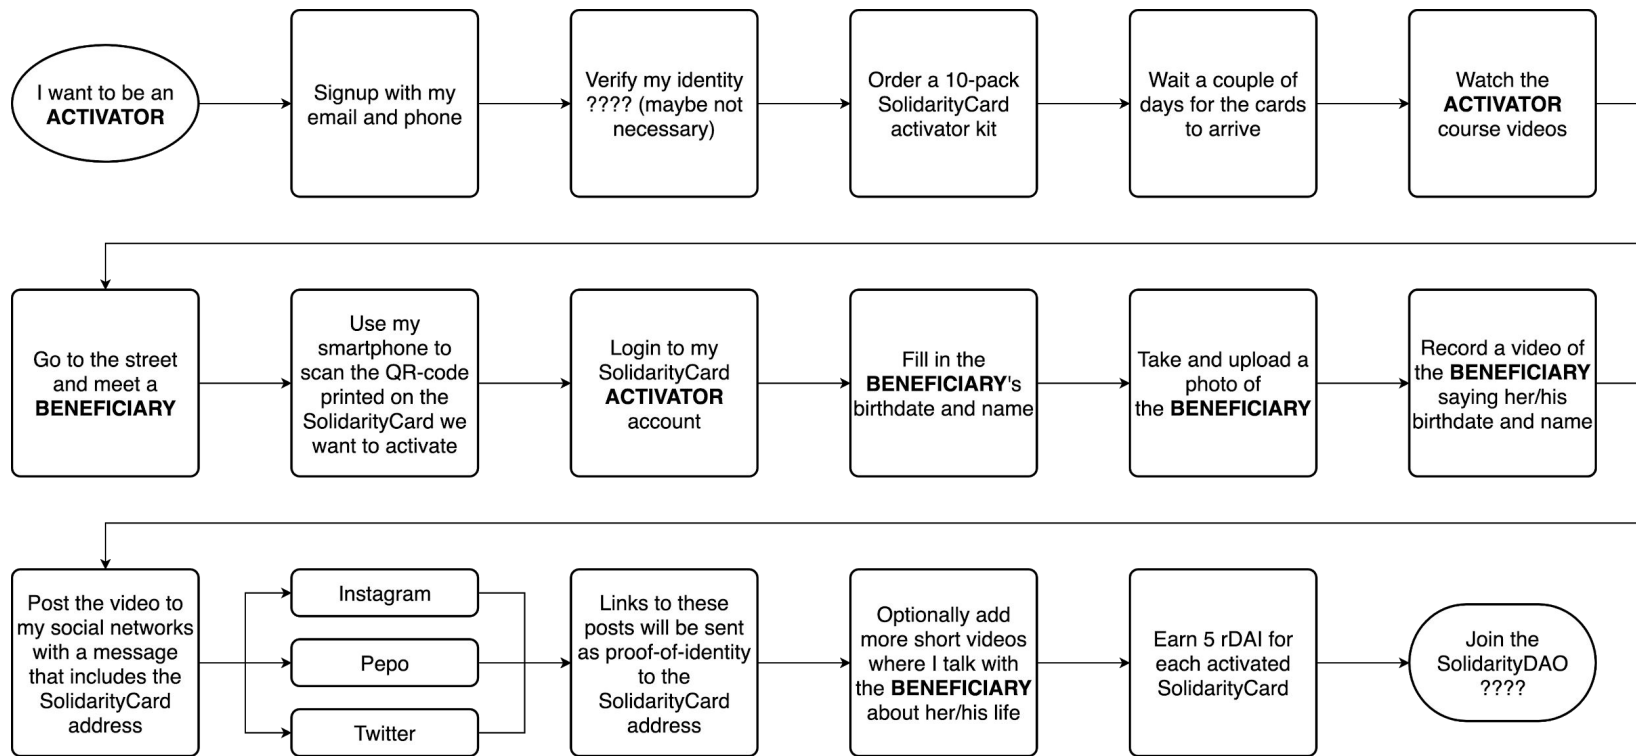 I want to be an
ACTIVATOR
Signup with my
email and phone
Verify my identity
???? (maybe not
necessary)
Order a 10-pack
SolidarityCard
activator kit
Wait a couple of
days for the cards
to arrive
Watch the
ACTIVATOR
course videos
Go to the street
and meet a
BENEFICIARY
Use my
smartphone to
scan the QR-code
printed on the
SolidarityCard we
want to activate
Login to my
SolidarityCard
ACTIVATOR
account
Fill in the
BENEFICIARY's
birthdate and name
Take and upload a
photo of
the BENEFICIARY
Record a video of
the BENEFICIARY
saying her/his
birthdate and name
Post the video to
my social networks
with a message
that includes the
SolidarityCard
address
Instagram
Pepo
Twitter
Links to these
posts will be sent
as proof-of-identity
to the
SolidarityCard
address
Optionally add
more short videos
where I talk with
the BENEFICIARY
about her/his life
Earn 5 rDAI for
each activated
SolidarityCard
Join the
SolidarityDAO
????